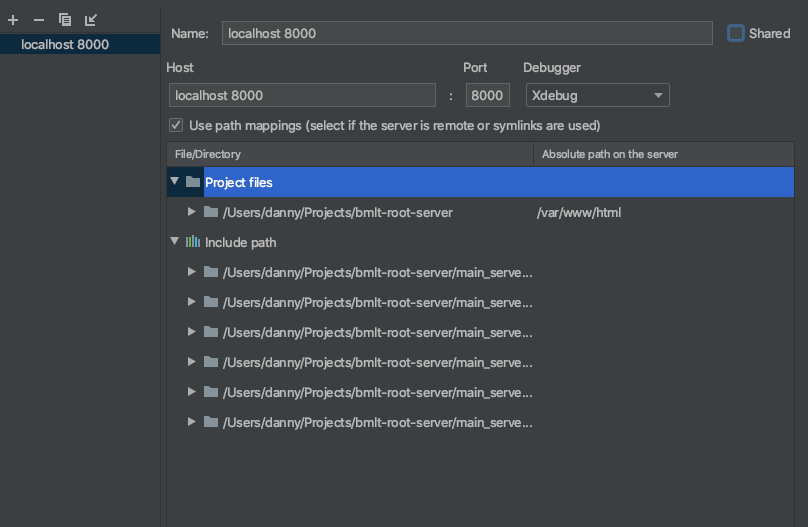 localhost 8000
Name: localhost 8000 Shared
Host Port Debugger
localhost 8000 : 8000 Xdebug
Use path mappings (select if the server is remote or symlinks are used)
File/Directory Absolute path on the server
Project files
/Users/danny/Projects/bmlt-root-server /var/www/html
Include path
/Users/danny/Projects/bmlt-root-server/main_serve...
/Users/danny/Projects/bmlt-root-server/main_serve...
/Users/danny/Projects/bmlt-root-server/main_serve...
/Users/danny/Projects/bmlt-root-server/main_serve...
/Users/danny/Projects/bmlt-root-server/main_serve...
/Users/danny/Projects/bmlt-root-server/main_serve...